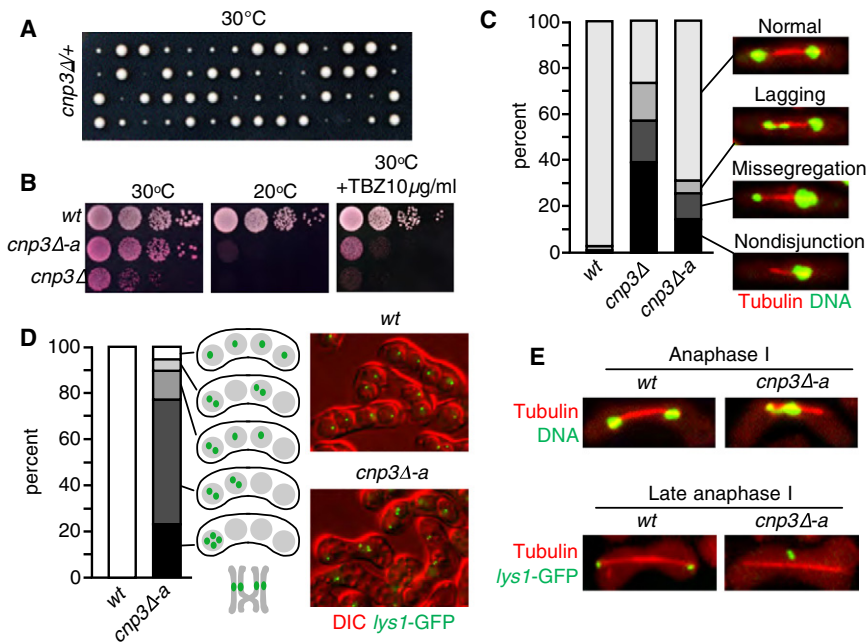 A
30°C
cnp3Δ/+
B
30°C
20°C
30°C
+TBZ10µg/ml
wt
cnp3Δ-a
cnp3Δ
C
percent
100
80
60
40
20
0
wt
cnp3Δ
cnp3Δ-a
Normal
Lagging
Missegregation
Nondisjunction
Tubulin DNA
D
percent
100
80
60
40
20
0
wt
cnp3Δ-a
wt
cnp3Δ-a
DIC lys1-GFP
E
Anaphase I
wt cnp3Δ-a
Tubulin
DNA
Late anaphase I
wt cnp3Δ-a
Tubulin
lys1-GFP